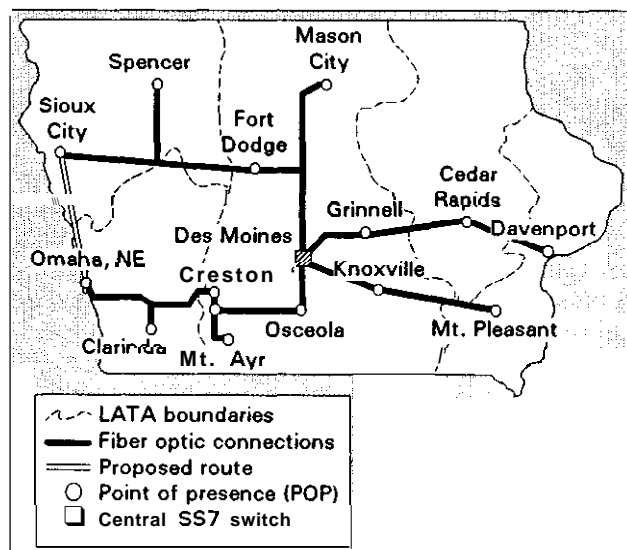 Mason
City
Spencer
Sioux
City
Fort
Dodge
Cedar
Rapids
Grinnell
Davenport
Des Moines
Omaha, NE
Creston
Knoxville
Clarinda
Osceola
Mt. Pleasant
Mt. Ayr
LATA boundaries
Fiber optic connections
Proposed route
Point of presence (POP)
Central SS7 switch